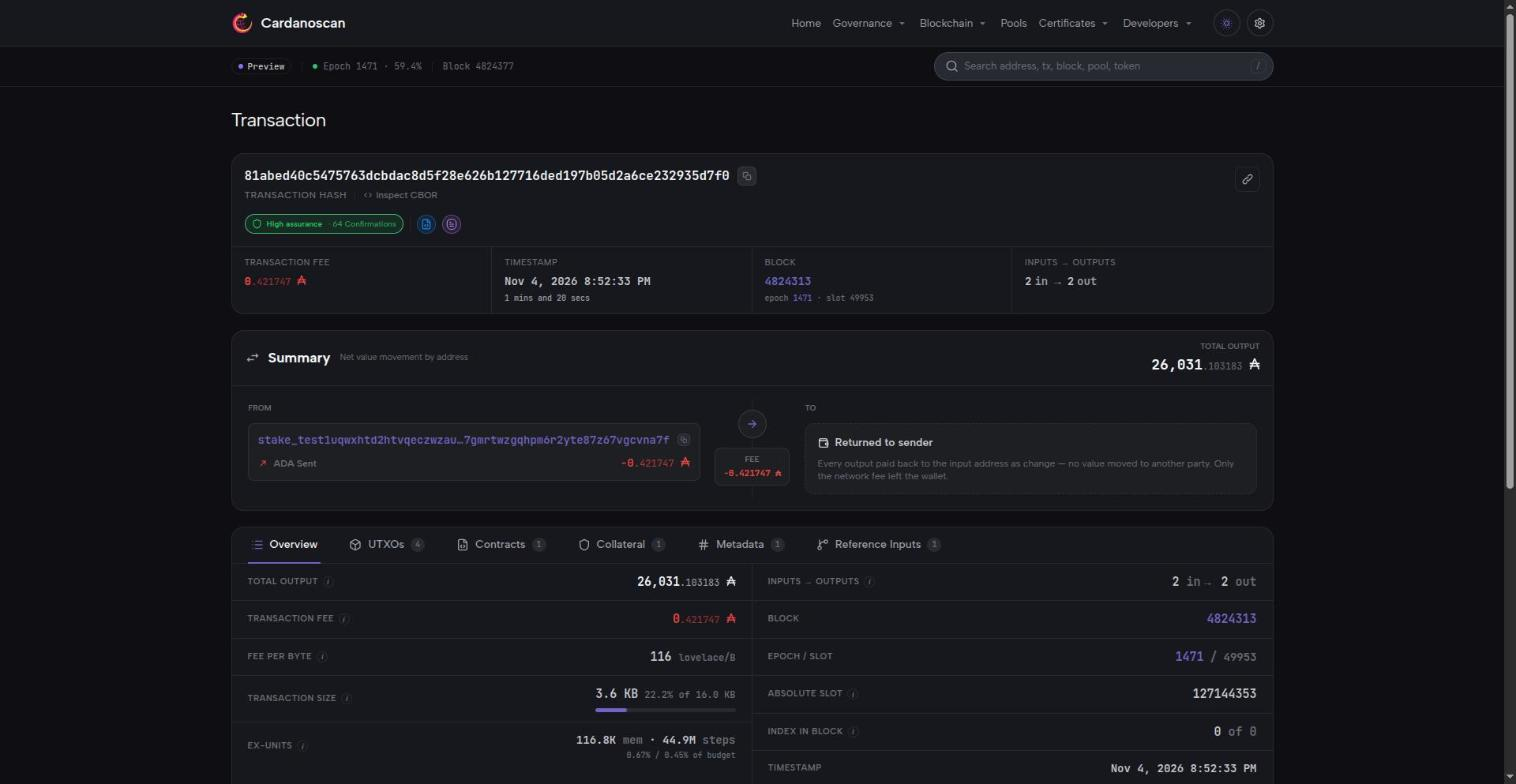 Cardanoscan
Home Governance Blockchain Pools Certificates Developers
Preview Epoch 1471 · 59.4% Block 4824377
Search address, tx, block, pool, token /
Transaction
81abed40c5475763dcbdac8d5f28e626b127716ded197b05d2a6ce232935d7f0
TRANSACTION HASH <> Inspect CBOR
High assurance · 64 Confirmations
TRANSACTION FEE
0.421747 ₳
TIMESTAMP
Nov 4, 2026 8:52:33 PM
1 mins and 20 secs
BLOCK
4824313
epoch 1471 · slot 49953
INPUTS → OUTPUTS
2 in → 2 out
Summary Net value movement by address
TOTAL OUTPUT
26,031.103183 ₳
FROM
stake_test1uqwxhtd2htvqeczwzau…7gmrtwzgqhpm6r2yte87z67vgcvna7f
ADA Sent -0.421747 ₳
FEE
-0.421747 ₳
TO
Returned to sender
Every output paid back to the input address as change — no value moved to another party. Only
the network fee left the wallet.
Overview UTXOs 4 Contracts 1 Collateral 1 Metadata 1 Reference Inputs 1
TOTAL OUTPUT i 26,031.103183 ₳
TRANSACTION FEE i 0.421747 ₳
FEE PER BYTE i 116 lovelace/B
TRANSACTION SIZE i 3.6 KB 22.2% of 16.0 KB
EX-UNITS i 116.8K mem · 44.9M steps
0.67% / 0.45% of budget
INPUTS → OUTPUTS i 2 in → 2 out
BLOCK 4824313
EPOCH / SLOT 1471 / 49953
ABSOLUTE SLOT i 127144353
INDEX IN BLOCK i 0 of 0
TIMESTAMP Nov 4, 2026 8:52:33 PM